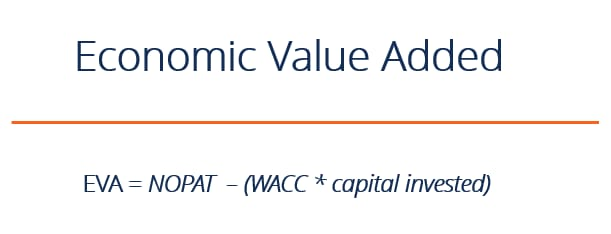 Economic Value Added
EVA = NOPAT – (WACC * capital invested)